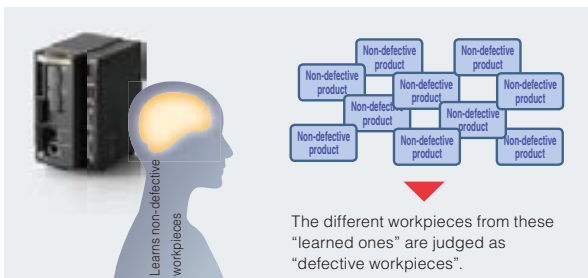 Learns non-defective
workpieces
Non-defective
product
Non-defective
product
Non-defective
product
Non-defective
product
Non-defective
product
Non-defective
product
Non-defective
product
Non-defective
product
Non-defective
product
Non-defective
product
The different workpieces from these
“learned ones” are judged as
“defective workpieces”.